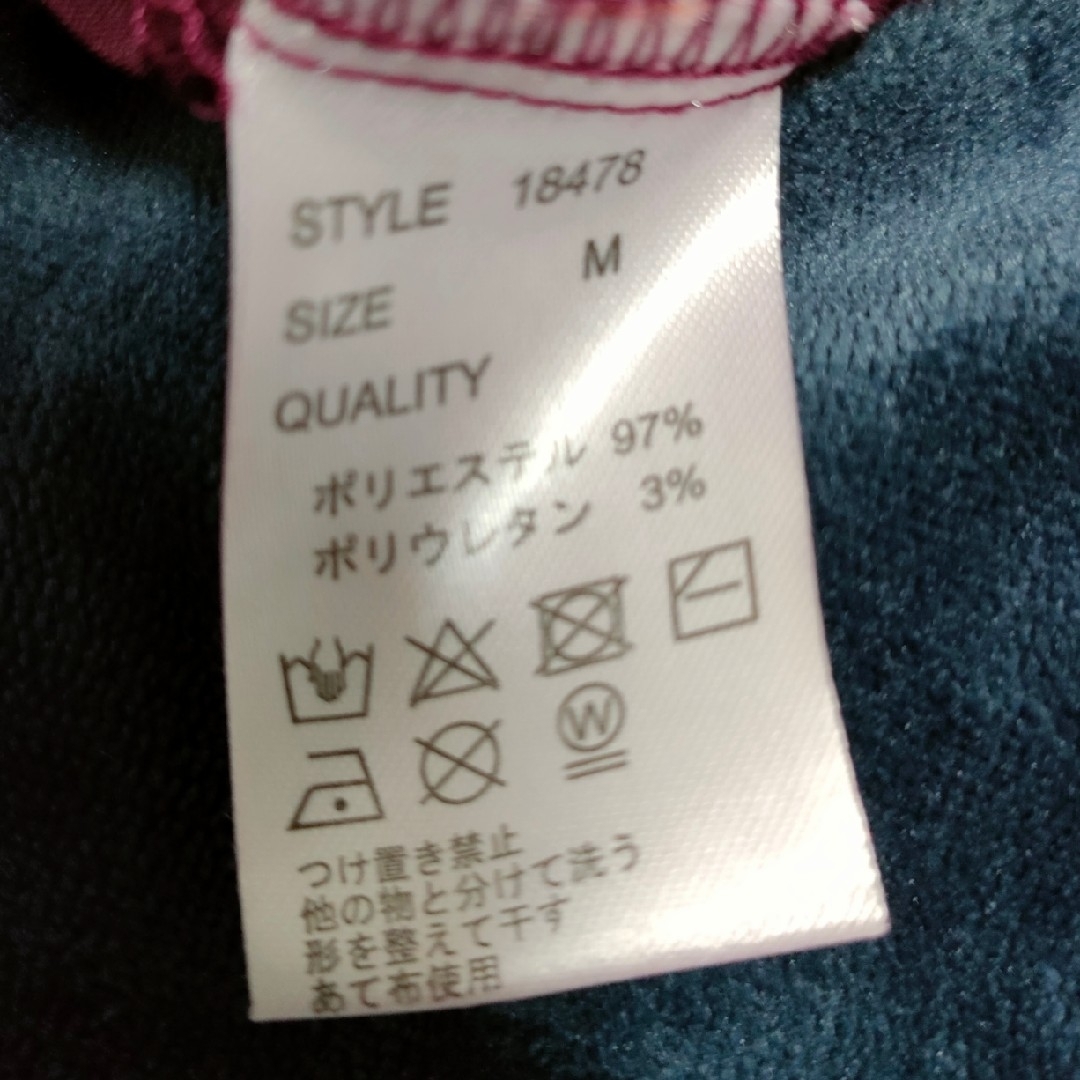 STYLE 18478
SIZE M
QUALITY
ポリエステル 97%
ポリウレタン 3%
W
つけ置き禁止
他の物と分けて洗う
形を整えて干す
あて布使用